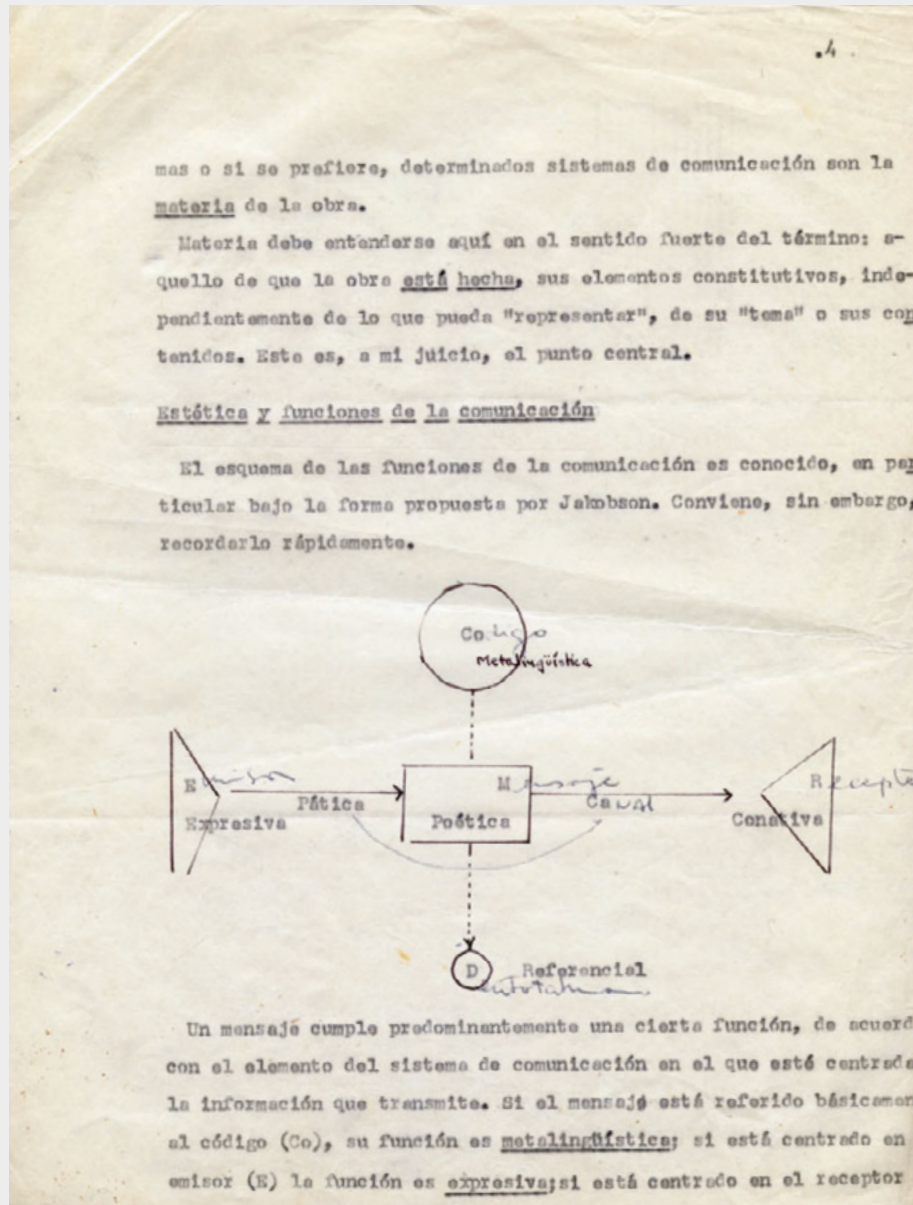 .4.
mas o si se prefiere, determinados sistemas de comunicación son la
materia de la obra.
Materia debe entenderse aquí en el sentido fuerte del término: a-
quello de que la obra está hecha, sus elementos constitutivos, inde-
pendientemente de lo que pueda "representar", de su "tema" o sus con
tenidos. Este es, a mi juicio, el punto central.
Estética y funciones de la comunicación
El esquema de las funciones de la comunicación es conocido, en par
ticular bajo la forma propuesta por Jakobson. Conviene, sin embargo,
recordarlo rápidamente.
Codigo
Metalingüística
Emisor
Mensaje
Recepto
Pática
Canal
Expresiva
Poética
Conativa
D Referencial
Un mensaje cumple predominantemente una cierta función, de acuerd
con el elemento del sistema de comunicación en el que esté centrada
la información que transmite. Si el mensaje está referido básicamen
al código (Co), su función es metalingüística; si está centrado en
emisor (E) la función es expresiva;si está centrado en el receptor